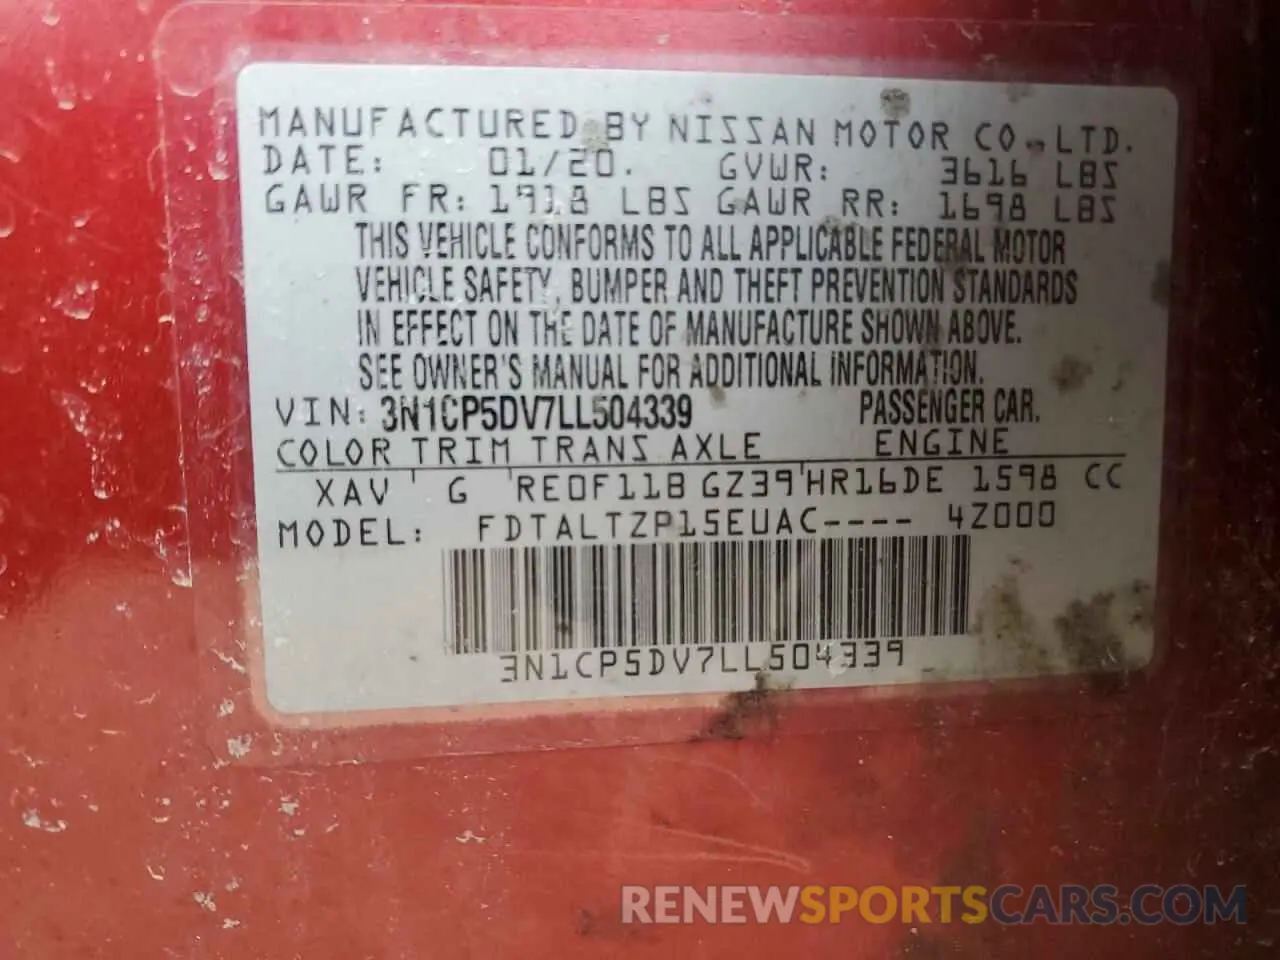 MANUFACTURED BY NISSAN MOTOR CO., LTD.
DATE: 01/20. GVWR: 3616 LBS
GAWR FR: 1918 LBS GAWR RR: 1698 LBS
THIS VEHICLE CONFORMS TO ALL APPLICABLE FEDERAL MOTOR
VEHICLE SAFETY, BUMPER AND THEFT PREVENTION STANDARDS
IN EFFECT ON THE DATE OF MANUFACTURE SHOWN ABOVE.
SEE OWNER'S MANUAL FOR ADDITIONAL INFORMATION.
VIN: 3N1CP5DV7LL504339 PASSENGER CAR.
COLOR TRIM TRANS AXLE ENGINE
XAV G RE0F11B GZ39 HR16DE 1598 CC
MODEL: FDTALTZP15EUAC---- 4Z000
3N1CP5DV7LL504339
RENEWSPORTSCARS.COM